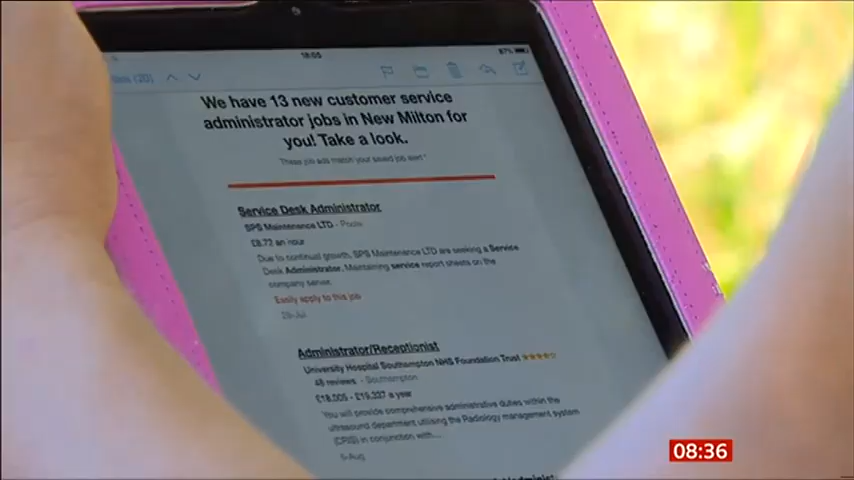 18:05
87%
We have 13 new customer service
administrator jobs in New Milton for
you! Take a look.
These job ads match your saved job alert
Service Desk Administrator
SPS Maintenance LTD - Poole
£8.72 an hour
Due to continual growth, SPS Maintenance LTD are seeking a Service
Desk Administrator. Maintaining service report sheets on the
company server.
Easily apply to this job
Administrator/Receptionist
University Hospital Southampton NHS Foundation Trust
48 reviews - Southampton
£18,005 - £19,337 a year
You will provide comprehensive administrative duties within the
ultrasound department utilising the Radiology management system
(CRIS) in conjunction with...
5-Aug
08:36